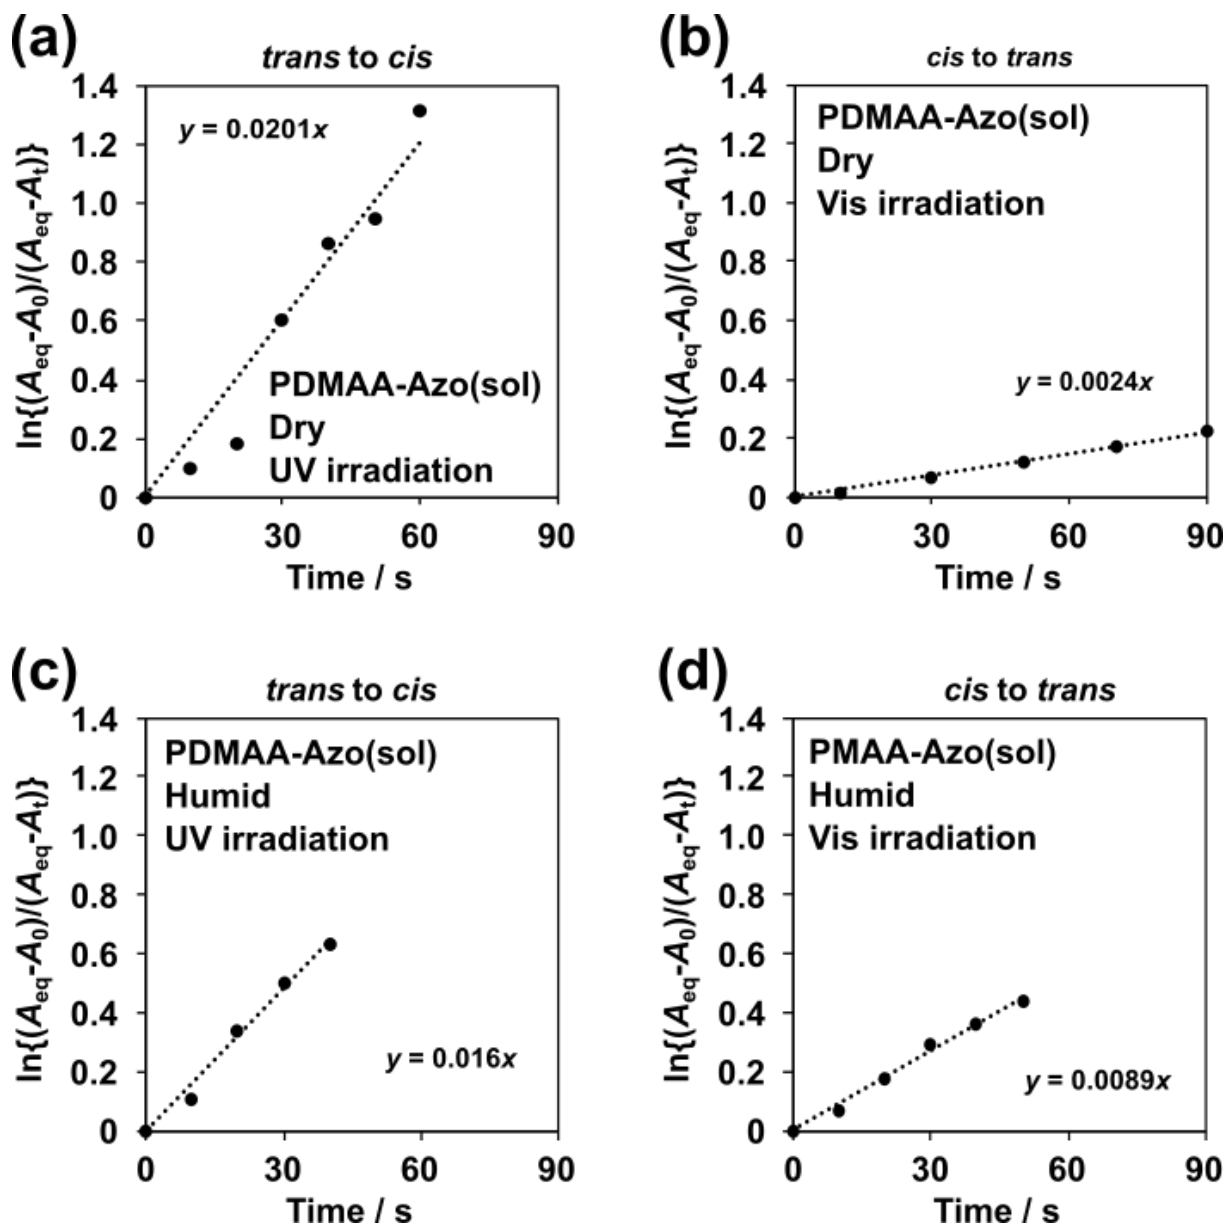 (a)
trans to cis
ln{(Aeq-A0)/(Aeq-At)}
1.4
1.2
1.0
0.8
0.6
0.4
0.2
0
y = 0.0201x
PDMAA-Azo(sol)
Dry
UV irradiation
0 30 60 90
Time / s
(b)
cis to trans
ln{(Aeq-A0)/(Aeq-At)}
1.4
1.2
1.0
0.8
0.6
0.4
0.2
0
PDMAA-Azo(sol)
Dry
Vis irradiation
y = 0.0024x
0 30 60 90
Time / s
(c)
trans to cis
ln{(Aeq-A0)/(Aeq-At)}
1.4
1.2
1.0
0.8
0.6
0.4
0.2
0
PDMAA-Azo(sol)
Humid
UV irradiation
y = 0.016x
0 30 60 90
Time / s
(d)
cis to trans
ln{(Aeq-A0)/(Aeq-At)}
1.4
1.2
1.0
0.8
0.6
0.4
0.2
0
PMAA-Azo(sol)
Humid
Vis irradiation
y = 0.0089x
0 30 60 90
Time / s